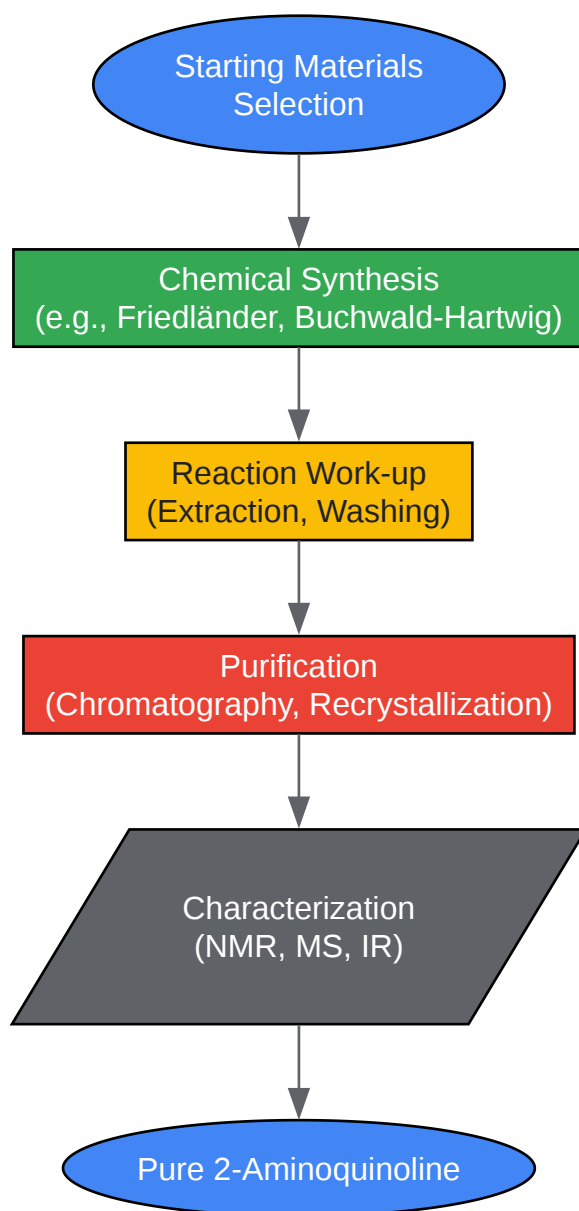 Starting Materials
Selection
Chemical Synthesis
(e.g., Friedländer, Buchwald-Hartwig)
Reaction Work-up
(Extraction, Washing)
Purification
(Chromatography, Recrystallization)
Characterization
(NMR, MS, IR)
Pure 2-Aminoquinoline